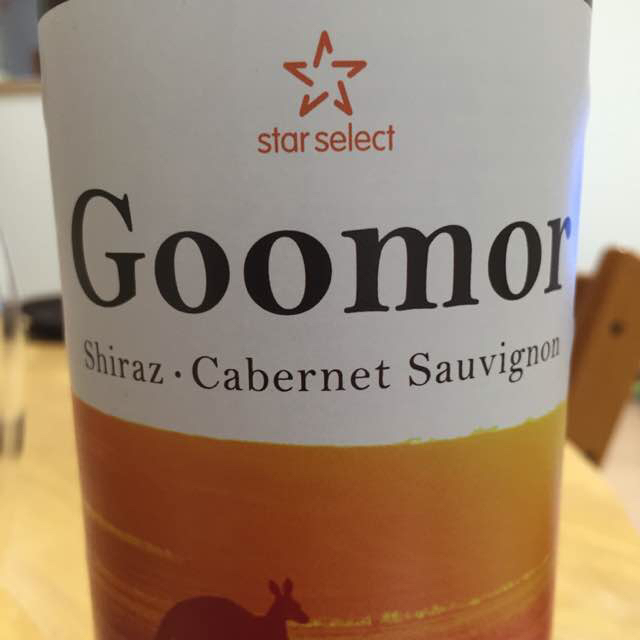 star select
Goomor
Shiraz · Cabernet Sauvignon